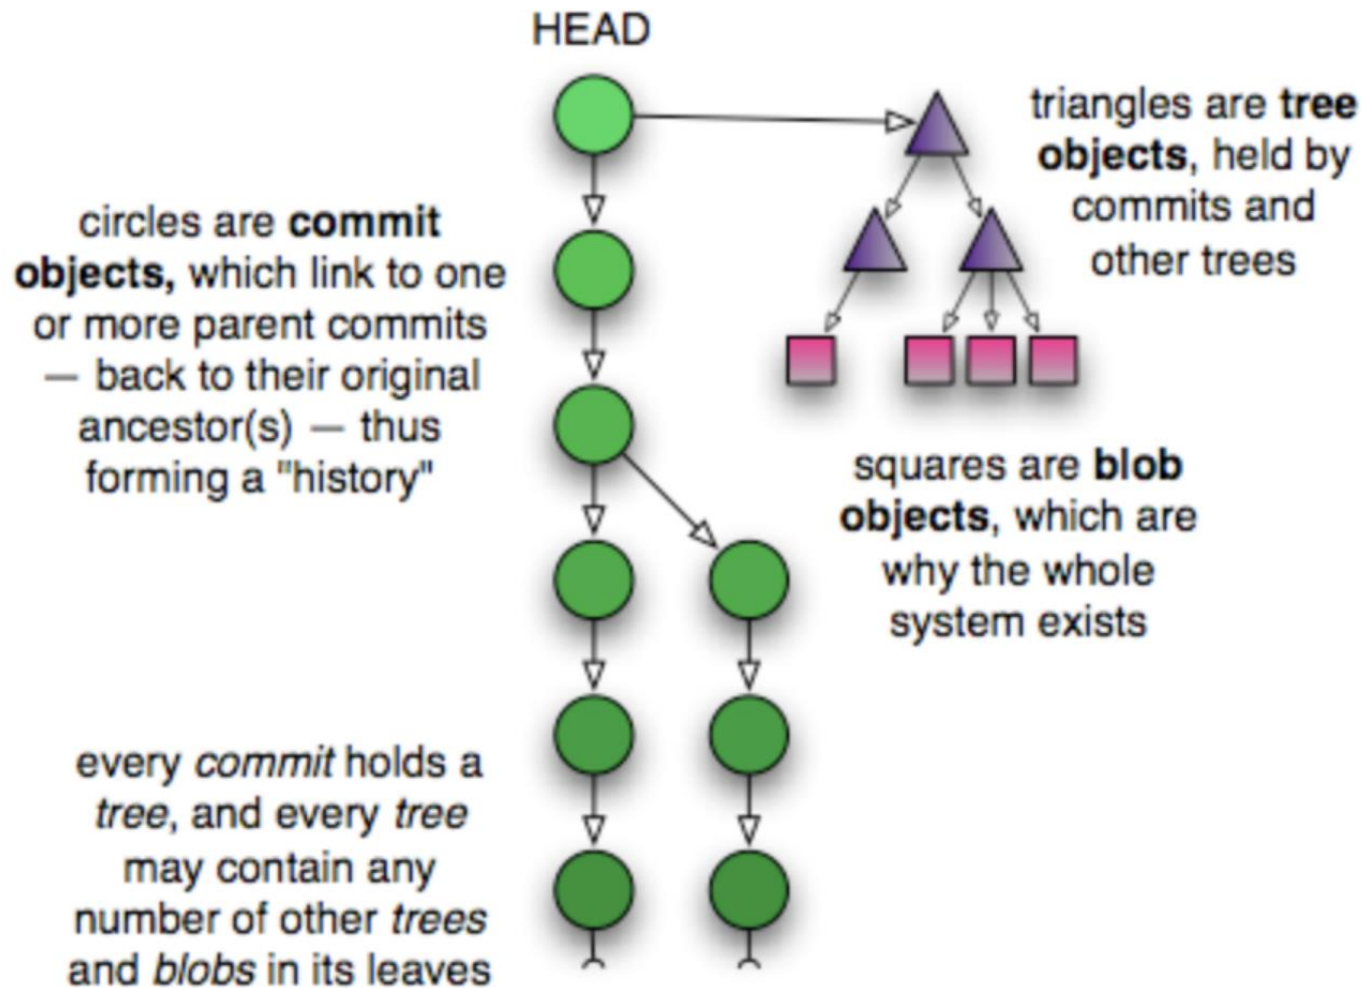 HEAD
triangles are tree
objects, held by
commits and
other trees
circles are commit
objects, which link to one
or more parent commits
— back to their original
ancestor(s) — thus
forming a "history"
squares are blob
objects, which are
why the whole
system exists
every commit holds a
tree, and every tree
may contain any
number of other trees
and blobs in its leaves